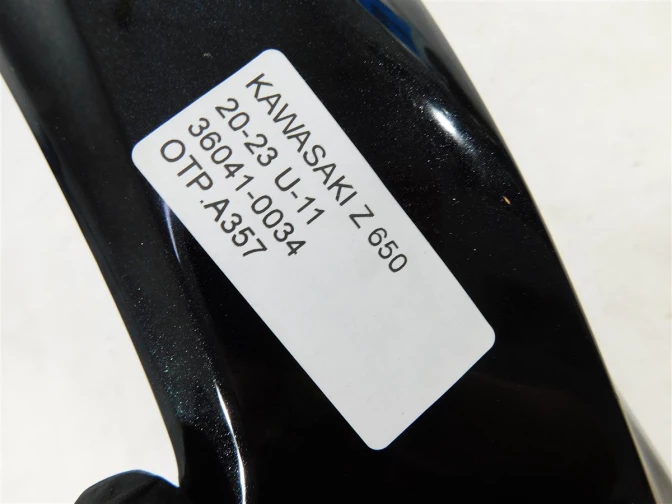 KAWASAKI Z 650
20-23 U-11
36041-0034
OTP.A357